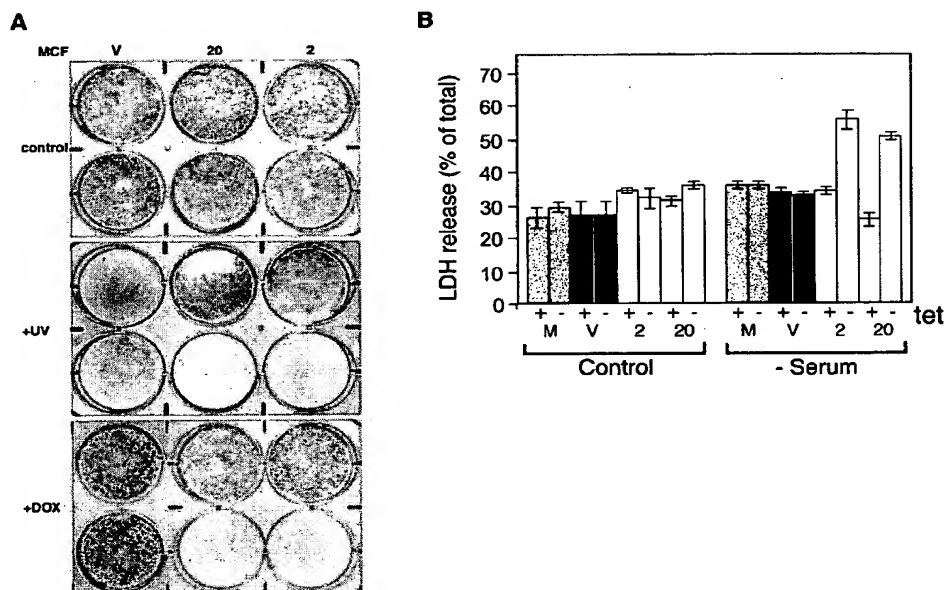 A
MCF V 20 2
control
+UV
+DOX
B
LDH release (% of total)
70
60
50
40
30
20
10
0
+ - + - + - + - + - + - + - + - tet
M V 2 20 M V 2 20
Control - Serum